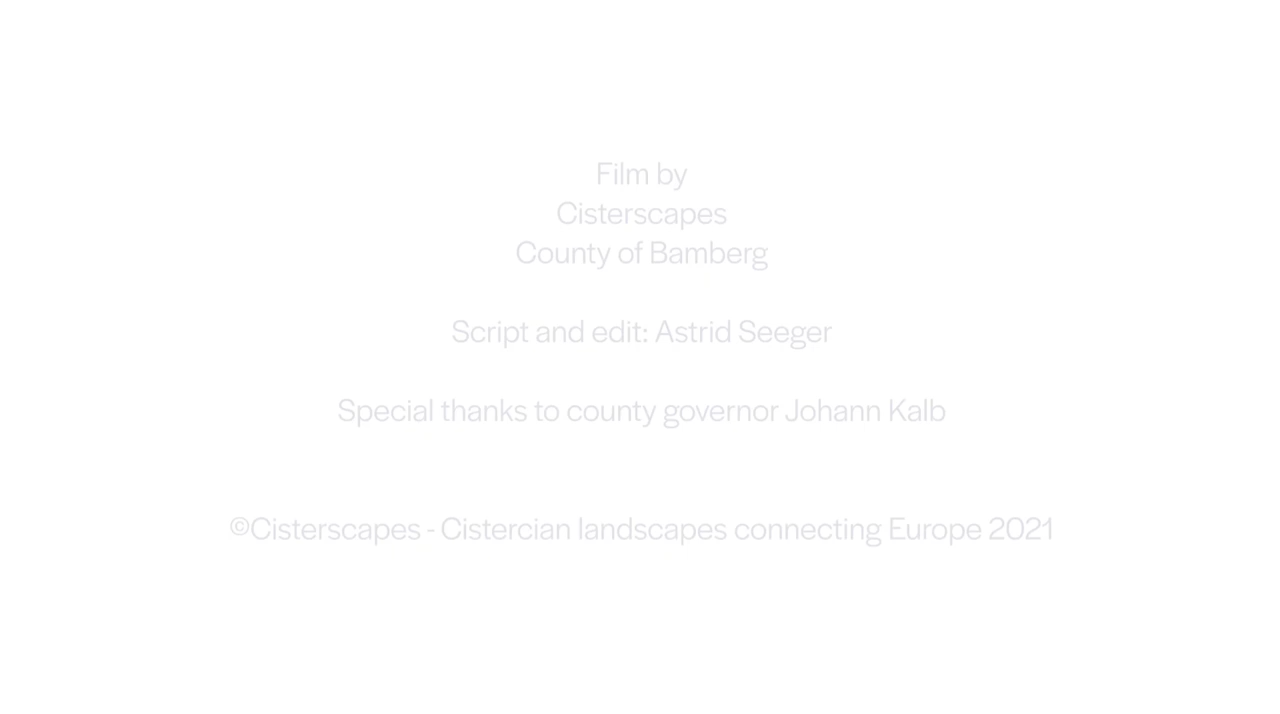 Film by
Cisterscapes
County of Bamberg
Script and edit: Astrid Seeger
Special thanks to county governor Johann Kalb
©Cisterscapes - Cistercian landscapes connecting Europe 2021